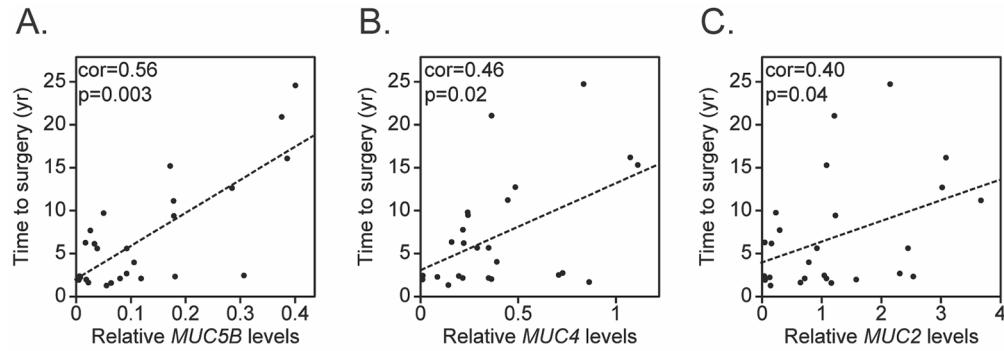 A.
cor=0.56
p=0.003
Time to surgery (yr)
25
20
15
10
5
0
0 0.1 0.2 0.3 0.4
Relative MUC5B levels
B.
cor=0.46
p=0.02
Time to surgery (yr)
25
20
15
10
5
0
0 0.5 1
Relative MUC4 levels
C.
cor=0.40
p=0.04
Time to surgery (yr)
25
20
15
10
5
0
0 1 2 3 4
Relative MUC2 levels